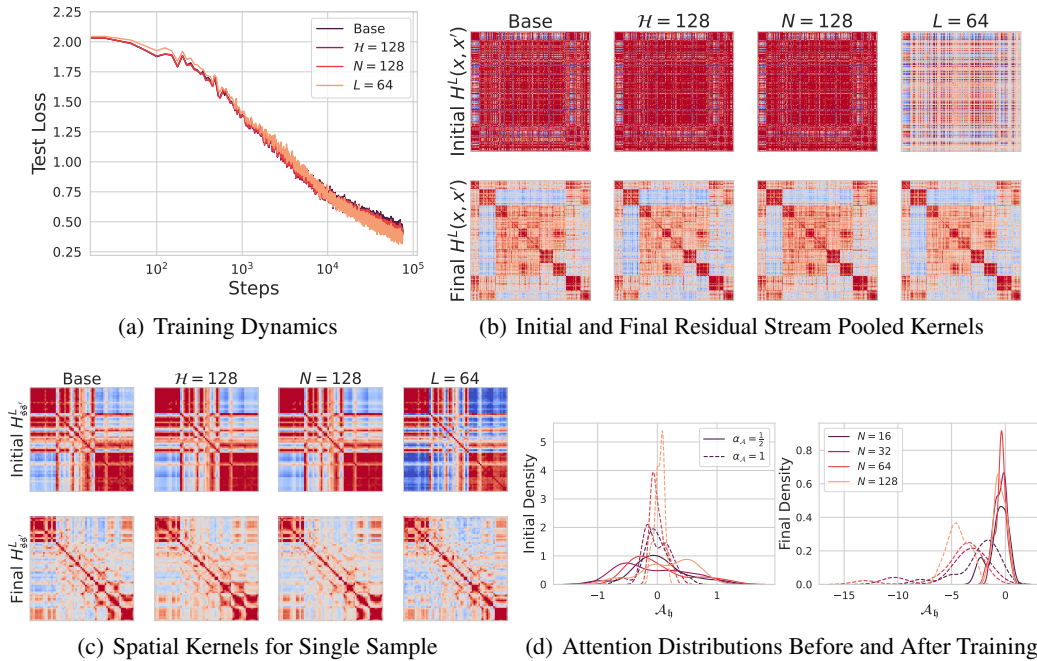 2.00
1.75
1.50
1.25
1.00
0.75
0.50
0.25
Test Loss
10² 10³ 10⁴ 10⁵
Steps
Base
ℋ = 128
N = 128
L = 64
(a) Training Dynamics
Base ℋ = 128 N = 128 L = 64
Initial H^L(x, x′)
Final H^L(x, x′)
(b) Initial and Final Residual Stream Pooled Kernels
Base ℋ = 128 N = 128 L = 64
Initial H^L_{𝔰𝔰′}
Final H^L_{𝔰𝔰′}
(c) Spatial Kernels for Single Sample
5
4
3
2
1
0
Initial Density
−1 0 1
𝒜_𝔥
α_𝒜 = 1/2
α_𝒜 = 1
0.8
0.6
0.4
0.2
0.0
Final Density
−15 −10 −5 0
𝒜_𝔥
N = 16
N = 32
N = 64
N = 128
(d) Attention Distributions Before and After Training